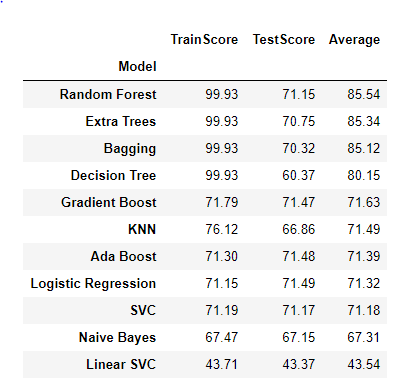 TrainScore TestScore Average
Model
Random Forest 99.93 71.15 85.54
Extra Trees 99.93 70.75 85.34
Bagging 99.93 70.32 85.12
Decision Tree 99.93 60.37 80.15
Gradient Boost 71.79 71.47 71.63
KNN 76.12 66.86 71.49
Ada Boost 71.30 71.48 71.39
Logistic Regression 71.15 71.49 71.32
SVC 71.19 71.17 71.18
Naive Bayes 67.47 67.15 67.31
Linear SVC 43.71 43.37 43.54